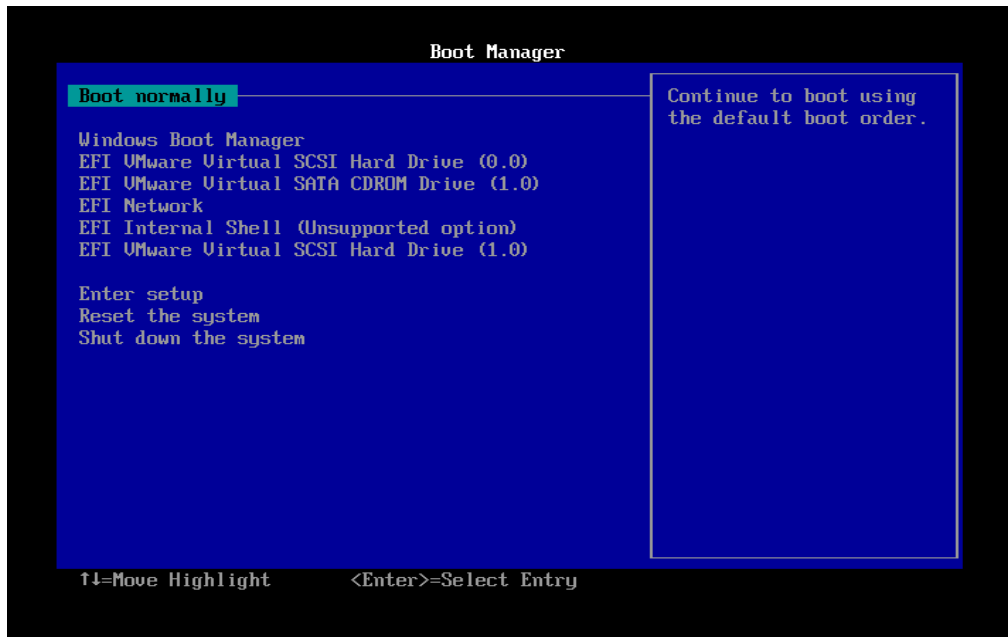 Boot Manager
Boot normally
Continue to boot using
the default boot order.
Windows Boot Manager
EFI VMware Virtual SCSI Hard Drive (0.0)
EFI VMware Virtual SATA CDROM Drive (1.0)
EFI Network
EFI Internal Shell (Unsupported option)
EFI VMware Virtual SCSI Hard Drive (1.0)
Enter setup
Reset the system
Shut down the system
↑↓=Move Highlight <Enter>=Select Entry